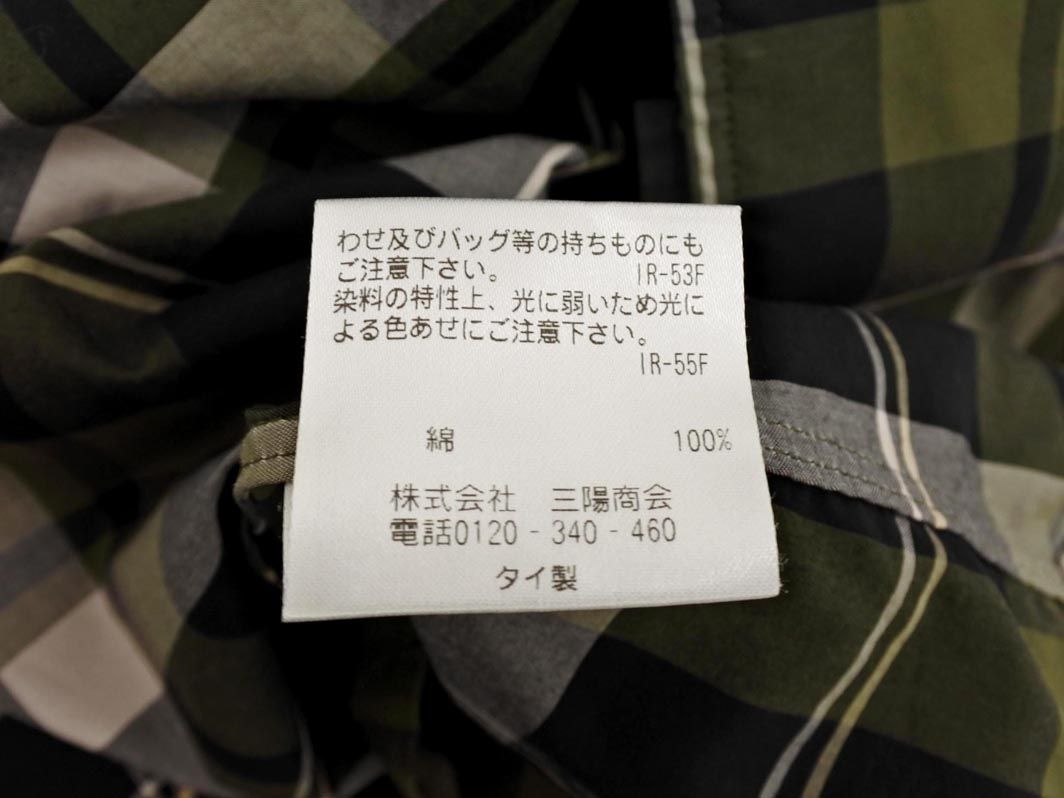 わせ及びバッグ等の持ちものにも
ご注意下さい。 IR-53F
染料の特性上、光に弱いため光に
よる色あせにご注意下さい。
IR-55F
綿 100%
株式会社 三陽商会
電話0120-340-460
タイ製